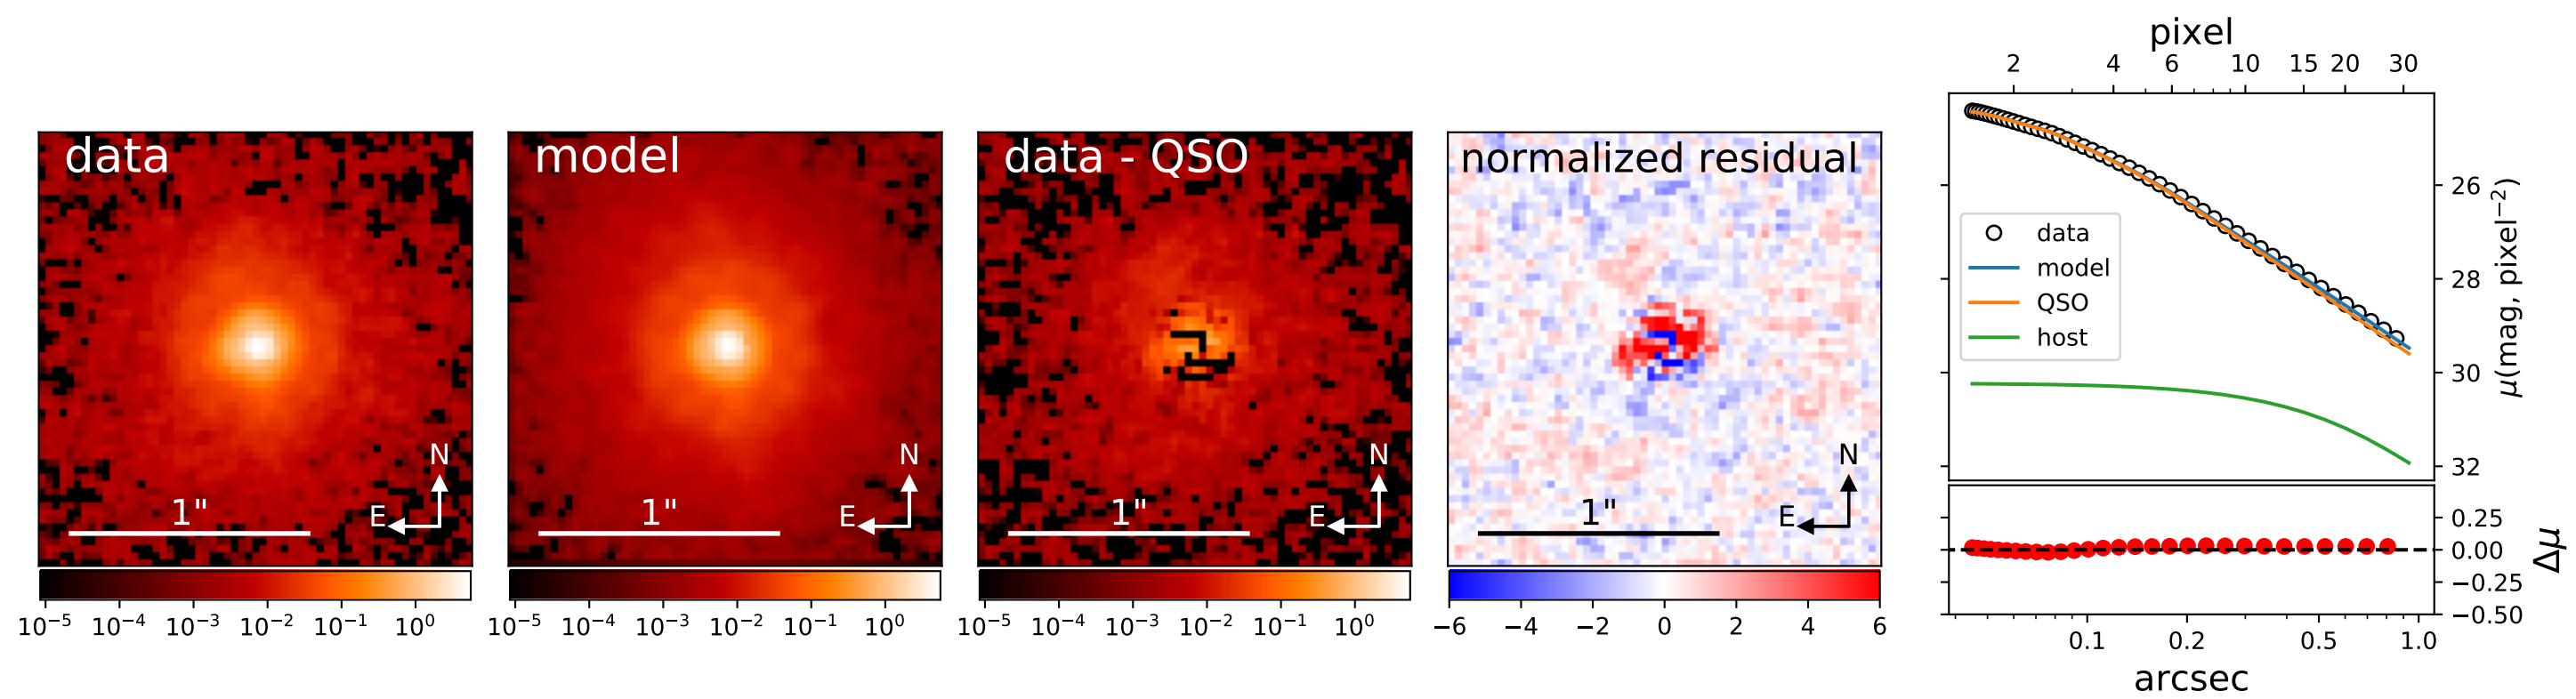 data
N
E
1"
10⁻⁵ 10⁻⁴ 10⁻³ 10⁻² 10⁻¹ 10⁰
model
N
E
1"
10⁻⁵ 10⁻⁴ 10⁻³ 10⁻² 10⁻¹ 10⁰
data - QSO
N
E
1"
10⁻⁵ 10⁻⁴ 10⁻³ 10⁻² 10⁻¹ 10⁰
normalized residual
N
E
1"
−6 −4 −2 0 2 4 6
pixel
2 4 6 10 15 20 30
data
model
QSO
host
26
28
30
32
μ(mag, pixel⁻²)
0.25
0.00
−0.25
−0.50
Δμ
0.1 0.2 0.5 1.0
arcsec